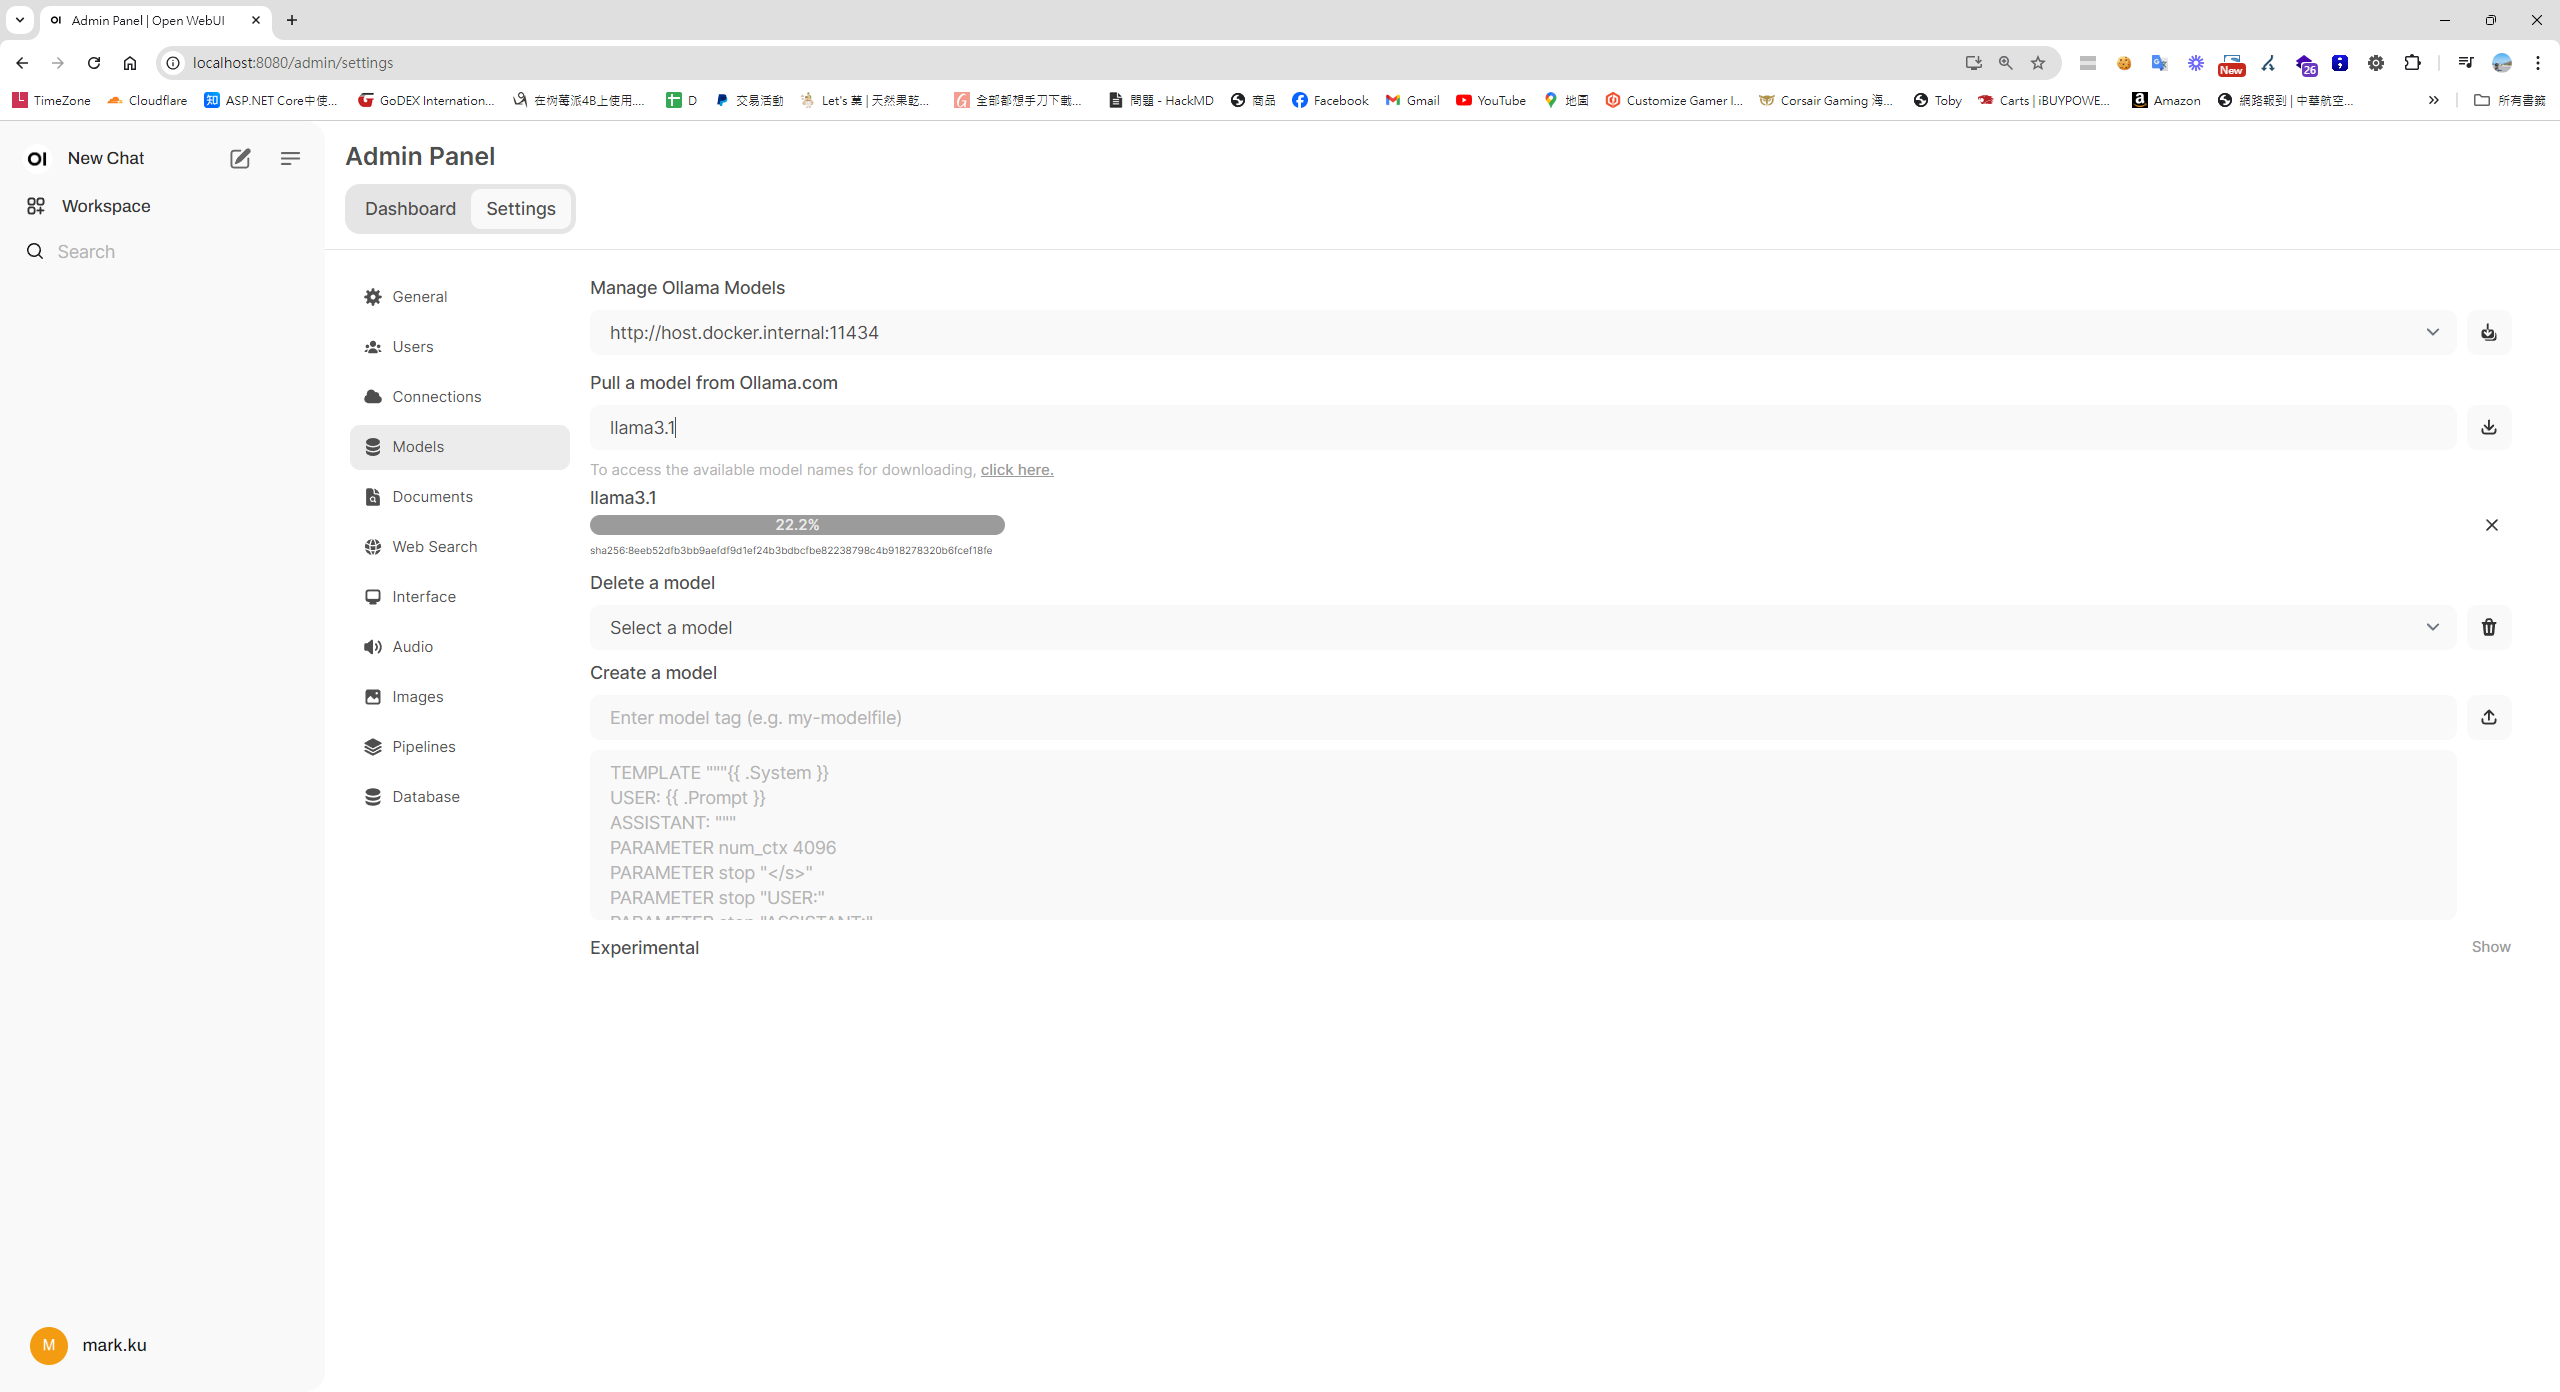 Admin Panel | Open WebUI
localhost:8080/admin/settings
New
26
TimeZone
Cloudflare
ASP.NET Core中使...
GoDEX Internation...
在树莓派4B上使用....
D
交易活動
Let's 菓 | 天然果乾...
全部都想手刀下載...
問題 - HackMD
商品
Facebook
Gmail
YouTube
地圖
Customize Gamer I...
Corsair Gaming 海...
Toby
Carts | iBUYPOWE...
Amazon
網路報到 | 中華航空...
所有書籤
OI New Chat
Workspace
Search
Admin Panel
Dashboard Settings
General
Users
Connections
Models
Documents
Web Search
Interface
Audio
Images
Pipelines
Database
Manage Ollama Models
http://host.docker.internal:11434
Pull a model from Ollama.com
llama3.1
To access the available model names for downloading, click here.
llama3.1
22.2%
sha256:8eeb52dfb3bb9aefdf9d1ef24b3bdbcfbe82238798c4b918278320b6fcef18fe
Delete a model
Select a model
Create a model
Enter model tag (e.g. my-modelfile)
TEMPLATE """{{ .System }}
USER: {{ .Prompt }}
ASSISTANT: """
PARAMETER num_ctx 4096
PARAMETER stop "</s>"
PARAMETER stop "USER:"
PARAMETER stop "ASSISTANT:"
Experimental
Show
M mark.ku